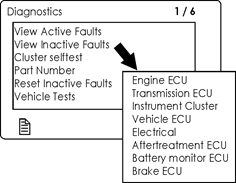 Diagnostics 1 / 6
View Active Faults
View Inactive Faults
Cluster selftest
Part Number
Reset Inactive Faults
Vehicle Tests
Engine ECU
Transmission ECU
Instrument Cluster
Vehicle ECU
Electrical
Aftertreatment ECU
Battery monitor ECU
Brake ECU